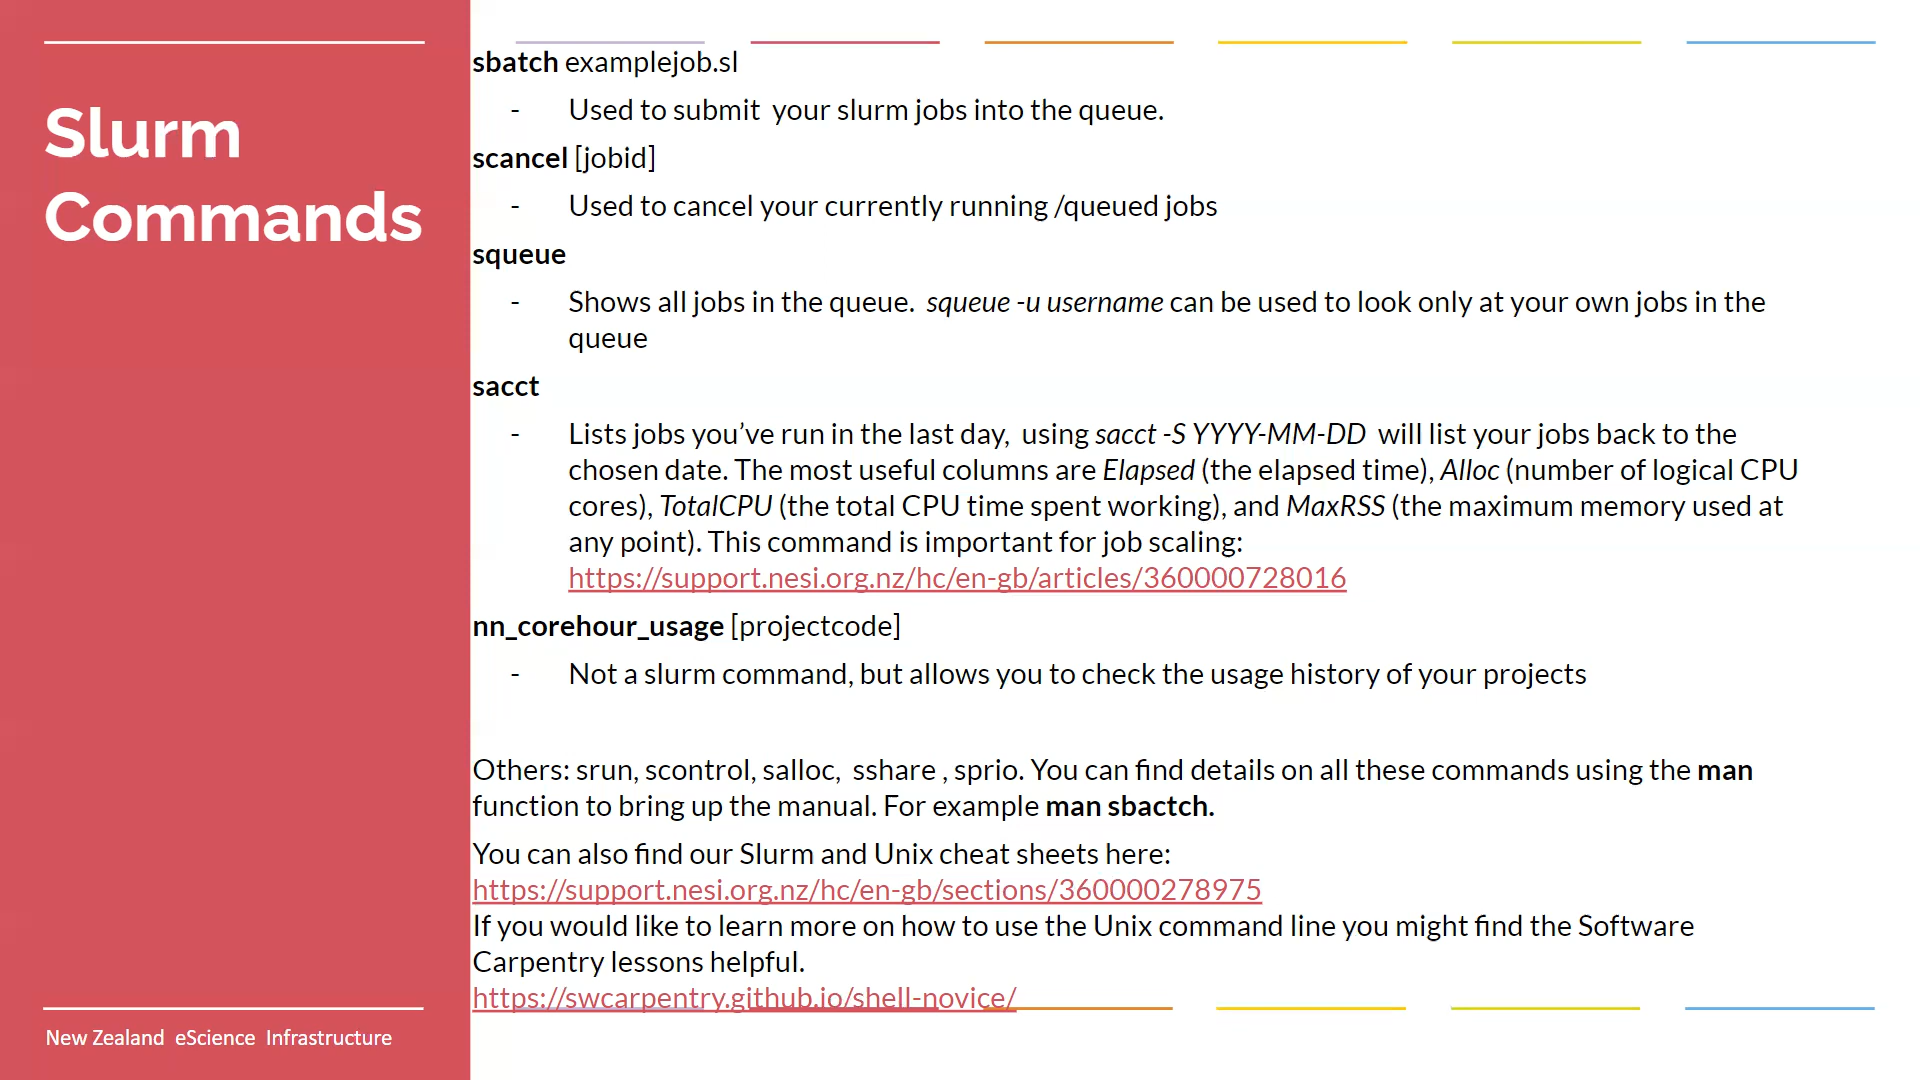 Slurm
Commands
sbatch examplejob.sl
- Used to submit  your slurm jobs into the queue.
scancel [jobid]
- Used to cancel your currently running /queued jobs
squeue
- Shows all jobs in the queue.  squeue -u username can be used to look only at your own jobs in the
queue
sacct
- Lists jobs you’ve run in the last day,  using sacct -S YYYY-MM-DD  will list your jobs back to the
chosen date. The most useful columns are Elapsed (the elapsed time), Alloc (number of logical CPU
cores), TotalCPU (the total CPU time spent working), and MaxRSS (the maximum memory used at
any point). This command is important for job scaling:
https://support.nesi.org.nz/hc/en-gb/articles/360000728016
nn_corehour_usage [projectcode]
- Not a slurm command, but allows you to check the usage history of your projects
Others: srun, scontrol, salloc,  sshare , sprio. You can find details on all these commands using the man
function to bring up the manual. For example man sbactch.
You can also find our Slurm and Unix cheat sheets here:
https://support.nesi.org.nz/hc/en-gb/sections/360000278975
If you would like to learn more on how to use the Unix command line you might find the Software
Carpentry lessons helpful.
https://swcarpentry.github.io/shell-novice/
New Zealand eScience Infrastructure